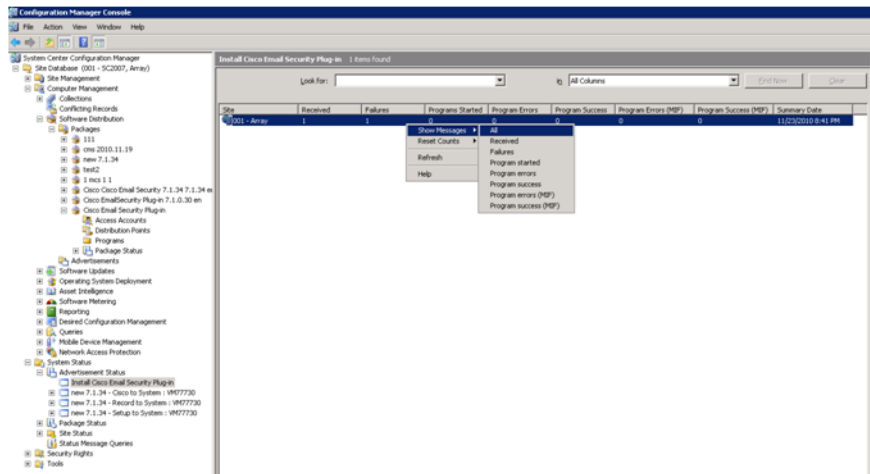 Configuration Manager Console
File Action View Window Help
System Center Configuration Manager
Site Database (001 - SC2007, Array)
Site Management
Computer Management
Collections
Conflicting Records
Software Distribution
Packages
111
cms 2010.11.19
new 7.1.34
test2
1 mcs 1 1
Cisco Cisco Email Security 7.1.34 7.1.34 en
Cisco EmailSecurity Plug-in 7.1.0.30 en
Cisco Email Security Plug-in
Access Accounts
Distribution Points
Programs
Package Status
Advertisements
Software Updates
Operating System Deployment
Asset Intelligence
Software Metering
Reporting
Desired Configuration Management
Queries
Mobile Device Management
Network Access Protection
System Status
Advertisement Status
Install Cisco Email Security Plug-in
new 7.1.34 - Cisco to System : VM77730
new 7.1.34 - Record to System : VM77730
new 7.1.34 - Setup to System : VM77730
Package Status
Site Status
Status Message Queries
Security Rights
Tools
Install Cisco Email Security Plug-in 1 items found
Look for: in All Columns Find Now Clear
Site Received Failures Programs Started Program Errors Program Success Program Errors (MIF) Program Success (MIF) Summary Date
001 - Array 1 1 0 0 0 0 0 11/23/2010 8:41 PM
Show Messages
Reset Counts
Refresh
Help
All
Received
Failures
Program started
Program errors
Program success
Program errors (MIF)
Program success (MIF)